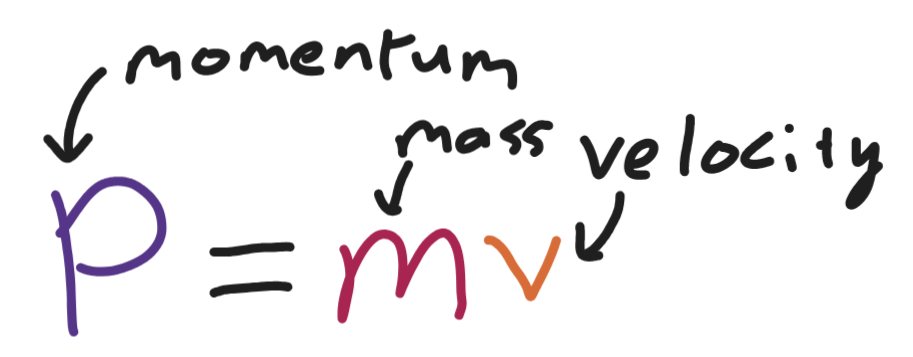 momentum
mass velocity
p = mv